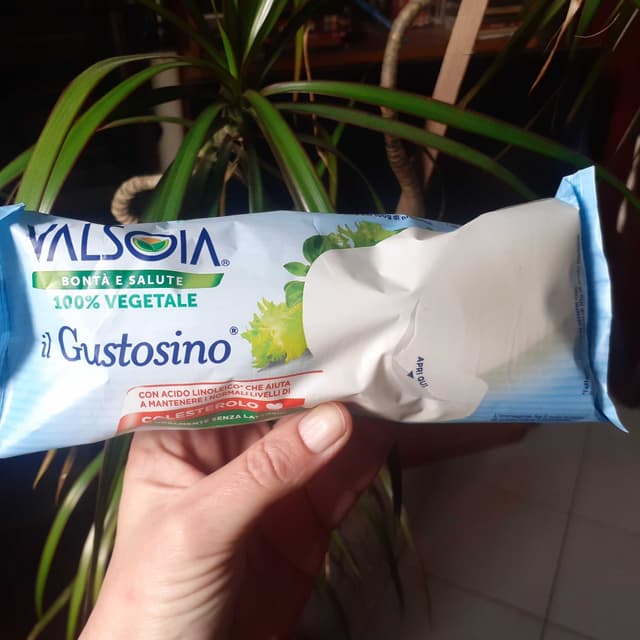 VALSOIA®
BONTÀ E SALUTE
100% VEGETALE
il Gustosino®
CON ACIDO LINOLEICO* CHE AIUTA
A MANTENERE I NORMALI LIVELLI DI
COLESTEROLO
SENZA
APRI QUI